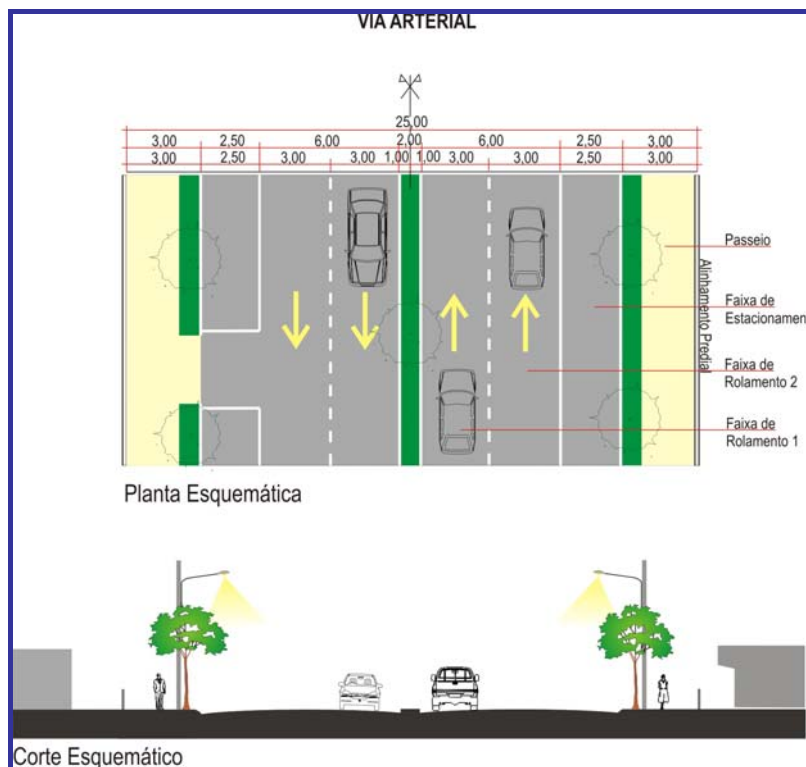 VIA ARTERIAL
25,00
3,00 2,50 6,00 2,00 6,00 2,50 3,00
3,00 2,50 3,00 3,00 1,00 1,00 3,00 3,00 2,50 3,00
Passeio
Alinhamento Predial
Faixa de
Estacionamen
Faixa de
Rolamento 2
Faixa de
Rolamento 1
Planta Esquemática
Corte Esquemático